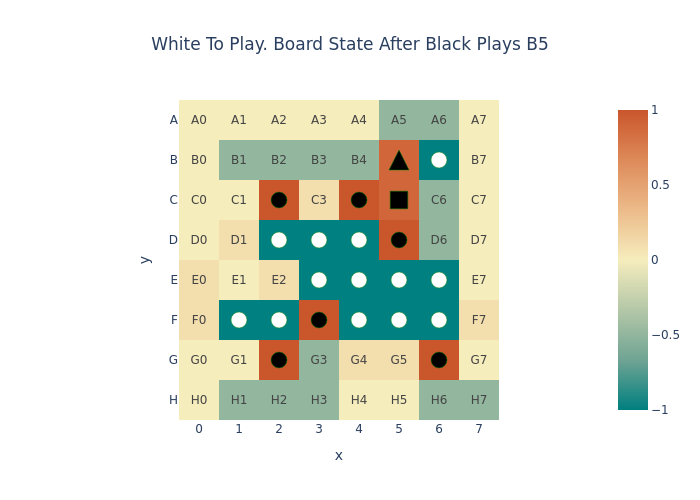 White To Play. Board State After Black Plays B5
A A0 A1 A2 A3 A4 A5 A6 A7
B B0 B1 B2 B3 B4 B7
C C0 C1 C3 C6 C7
D D0 D1 D6 D7
E E0 E1 E2 E7
F F0 F7
G G0 G1 G3 G4 G5 G7
H H0 H1 H2 H3 H4 H5 H6 H7
0 1 2 3 4 5 6 7
x
y
1
0.5
0
−0.5
−1